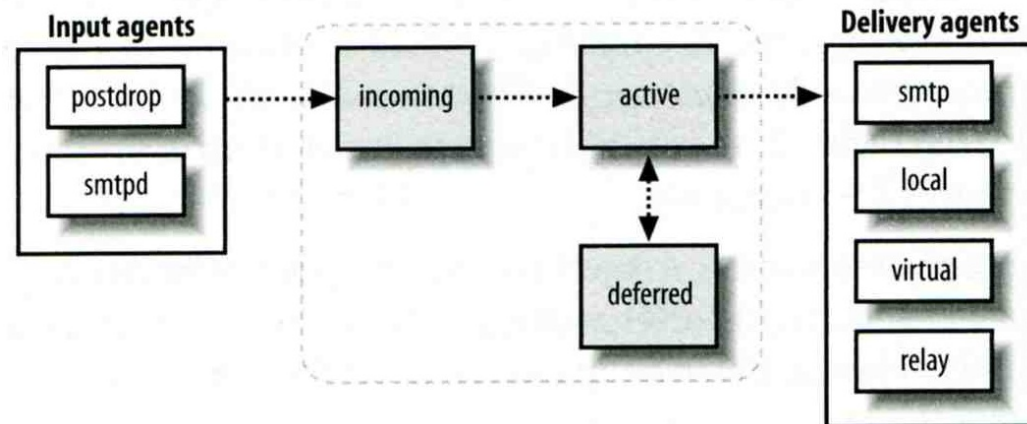 Input agents
postdrop
smtpd
incoming
active
deferred
Delivery agents
smtp
local
virtual
relay